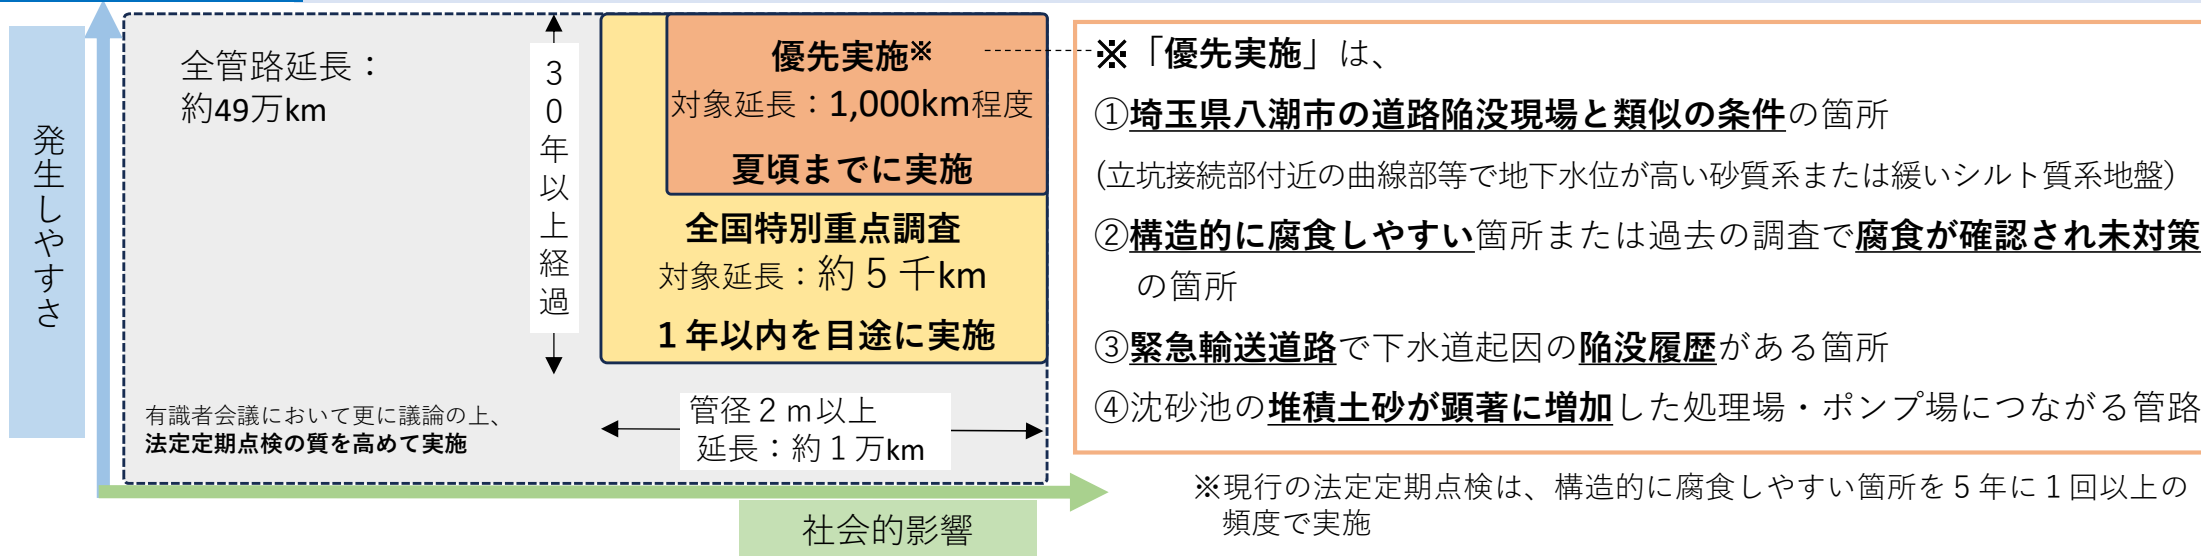 発生しやすさ
全管路延長：
約49万km
30年以上経過
優先実施※
対象延長：1,000km程度
夏頃までに実施
全国特別重点調査
対象延長：約５千km
１年以内を目途に実施
有識者会議において更に議論の上、
法定定期点検の質を高めて実施
管径２ｍ以上
延長：約１万km
社会的影響
※「優先実施」は、
①埼玉県八潮市の道路陥没現場と類似の条件の箇所
(立坑接続部付近の曲線部等で地下水位が高い砂質系または緩いシルト質系地盤)
②構造的に腐食しやすい箇所または過去の調査で腐食が確認され未対策
の箇所
③緊急輸送道路で下水道起因の陥没履歴がある箇所
④沈砂池の堆積土砂が顕著に増加した処理場・ポンプ場につながる管路
※現行の法定定期点検は、構造的に腐食しやすい箇所を５年に１回以上の
頻度で実施